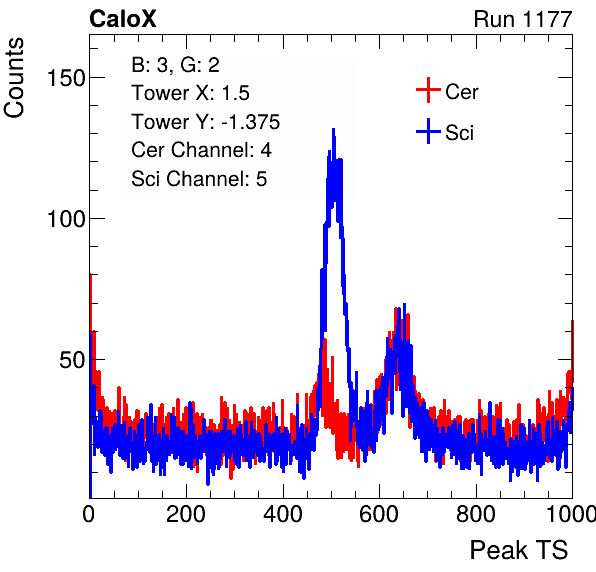 CaloX Run 1177
Counts
B: 3, G: 2
Tower X: 1.5
Tower Y: -1.375
Cer Channel: 4
Sci Channel: 5
Cer
Sci
150
100
50
0 200 400 600 800 1000
Peak TS